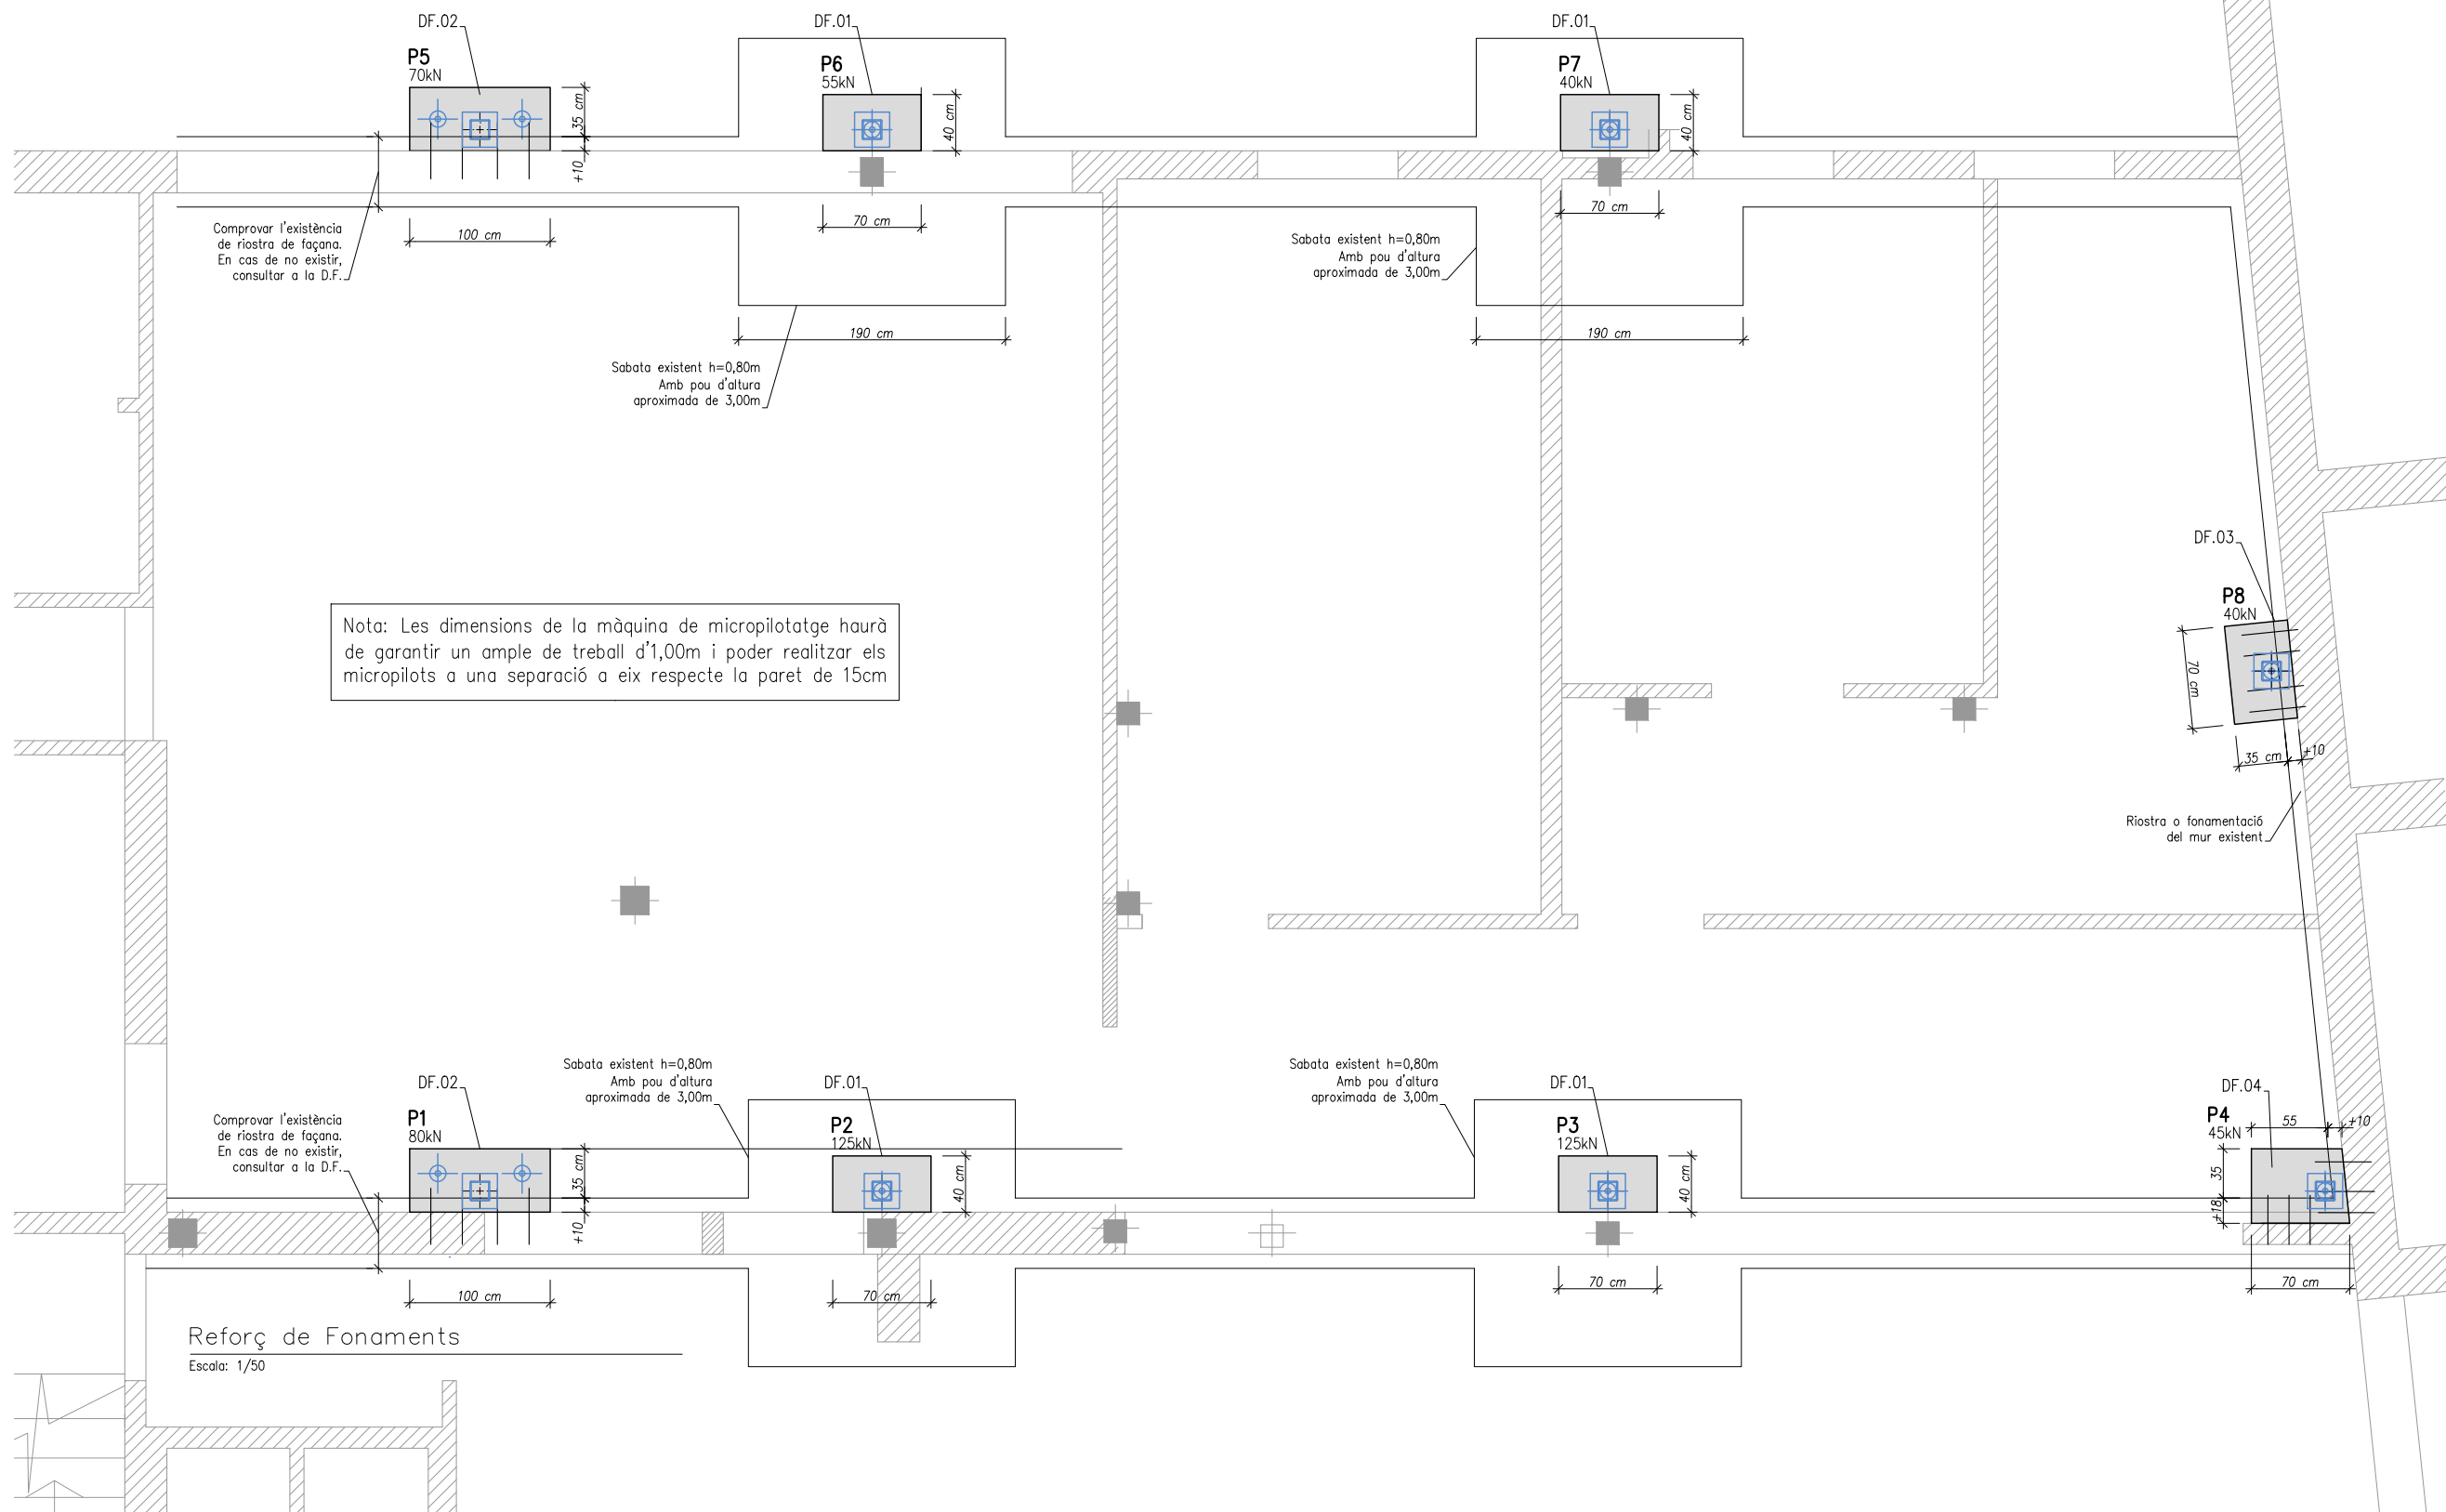 DF.02
P5
70kN
35 cm
+10
100 cm
Comprovar l'existència
de riostra de façana.
En cas de no existir,
consultar a la D.F.
DF.01
P6
55kN
40 cm
70 cm
190 cm
Sabata existent h=0,80m
Amb pou d'altura
aproximada de 3,00m
DF.01
P7
40kN
40 cm
70 cm
Sabata existent h=0,80m
Amb pou d'altura
aproximada de 3,00m
190 cm
DF.03
P8
40kN
70 cm
35 cm
+10
Riostra o fonamentació
del mur existent
Nota: Les dimensions de la màquina de micropilotatge haurà
de garantir un ample de treball d'1,00m i poder realitzar els
micropilots a una separació a eix respecte la paret de 15cm
DF.02
P1
80kN
35 cm
+10
100 cm
Comprovar l'existència
de riostra de façana.
En cas de no existir,
consultar a la D.F.
Sabata existent h=0,80m
Amb pou d'altura
aproximada de 3,00m
DF.01
P2
125kN
40 cm
70 cm
Sabata existent h=0,80m
Amb pou d'altura
aproximada de 3,00m
DF.01
P3
125kN
40 cm
70 cm
DF.04
P4
45kN
55
+10
35
+18
70 cm
Reforç de Fonaments
Escala: 1/50